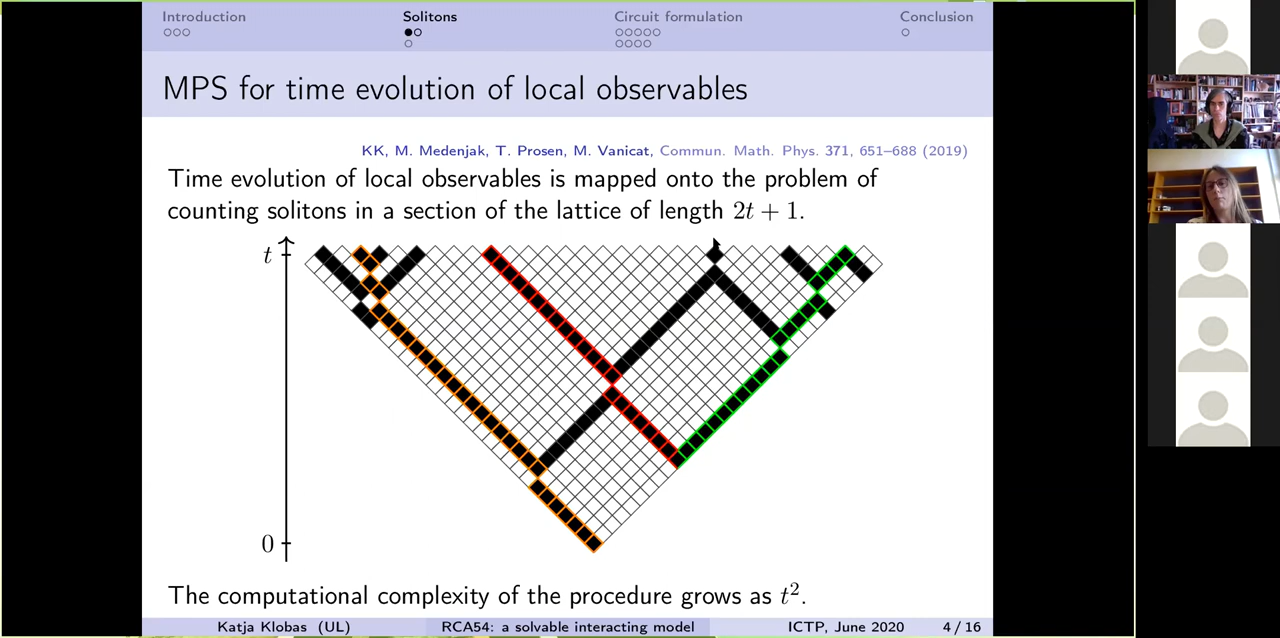 Introduction Solitons Circuit formulation Conclusion
MPS for time evolution of local observables
KK, M. Medenjak, T. Prosen, M. Vanicat, Commun. Math. Phys. 371, 651–688 (2019)
Time evolution of local observables is mapped onto the problem of
counting solitons in a section of the lattice of length 2t + 1.
t
0
The computational complexity of the procedure grows as t².
Katja Klobas (UL) RCA54: a solvable interacting model ICTP, June 2020 4 / 16